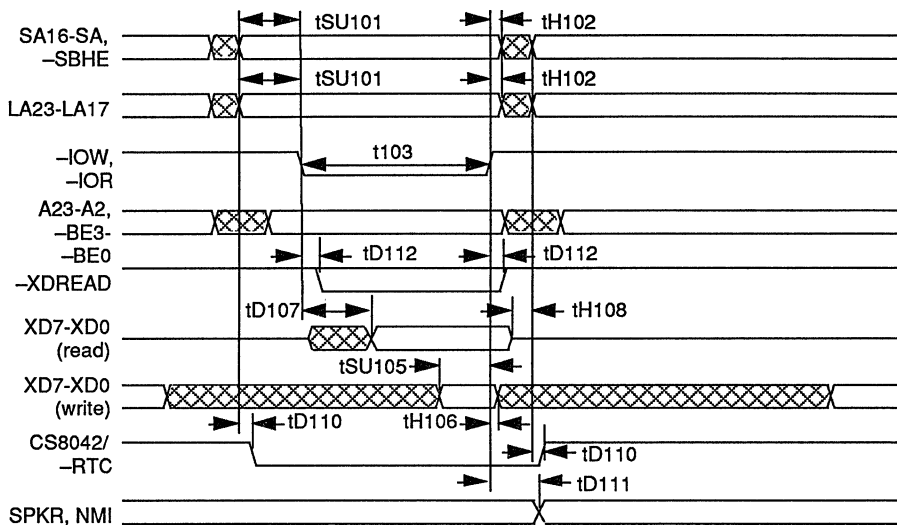 tSU101 tH102
SA16-SA,
–SBHE
tSU101 tH102
LA23-LA17
–IOW,
–IOR
t103
A23-A2,
–BE3-
–BE0
tD112 tD112
–XDREAD
tD107 tH108
XD7-XD0
(read)
tSU105
XD7-XD0
(write)
tD110 tH106
CS8042/
–RTC
tD110
tD111
SPKR, NMI